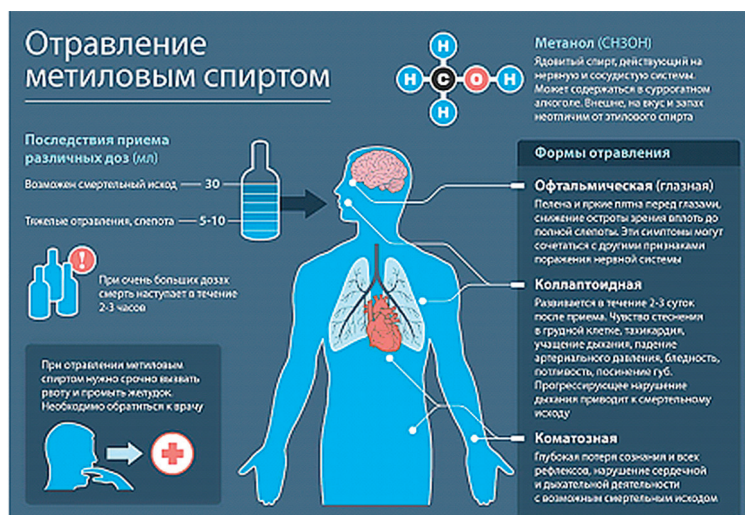 Отравление
метиловым спиртом
H
H C O H
H
Метанол (CH3OH)
Ядовитый спирт, действующий на
нервную и сосудистую системы.
Может содержаться в суррогатном
алкоголе. Внешне, на вкус и запах
неотличим от этилового спирта
Последствия приема
различных доз (мл)
Возможен смертельный исход 30
Тяжелые отравления, слепота 5-10
!
При очень больших дозах
смерть наступает в течение
2-3 часов
При отравлении метиловым
спиртом нужно срочно вызвать
рвоту и промыть желудок.
Необходимо обратиться к врачу
Формы отравления
Офтальмическая (глазная)
Пелена и яркие пятна перед глазами,
снижение остроты зрения вплоть до
полной слепоты. Эти симптомы могут
сочетаться с другими признаками
поражения нервной системы
Коллаптоидная
Развивается в течение 2-3 суток
после приема. Чувство стеснения
в грудной клетке, тахикардия,
учащение дыхания, падение
артериального давления, бледность,
потливость, посинение губ.
Прогрессирующее нарушение
дыхания приводит к смертельному
исходу
Коматозная
Глубокая потеря сознания и всех
рефлексов, нарушение сердечной
и дыхательной деятельности
с возможным смертельным исходом